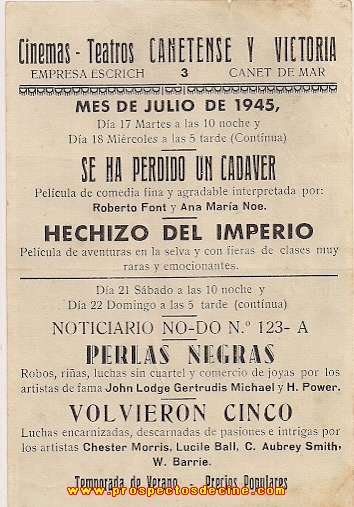 Cinemas - Teatros CANETENSE Y VICTORIA
EMPRESA ESCRICH 3 CANET DE MAR
MES DE JULIO DE 1945,
Día 17 Martes a las 10 noche y
Día 18 Miércoles a las 5 tarde (Contínua)
SE HA PERDIDO UN CADAVER
Película de comedia fina y agradable interpretada por:
Roberto Font y Ana María Noe.
HECHIZO DEL IMPERIO
Película de aventuras en la selva y con fieras de clases muy
raras y emocionantes.
Día 21 Sábado a las 10 noche y
Día 22 Domingo a las 5 tarde (contínua)
NOTICIARIO NO-DO N.º 123- A
PERLAS NEGRAS
Robos, riñas, luchas sin cuartel y comercio de joyas por los
artistas de fama John Lodge Gertrudis Michael y H. Power.
VOLVIERON CINCO
Luchas encarnizadas, descarnadas de pasiones e intrigas por
los artistas Chester Morris, Lucile Ball, C. Aubrey Smith,
W. Barrie.
Temporada de Verano - Precios Populares
www.prospectosdecine.com